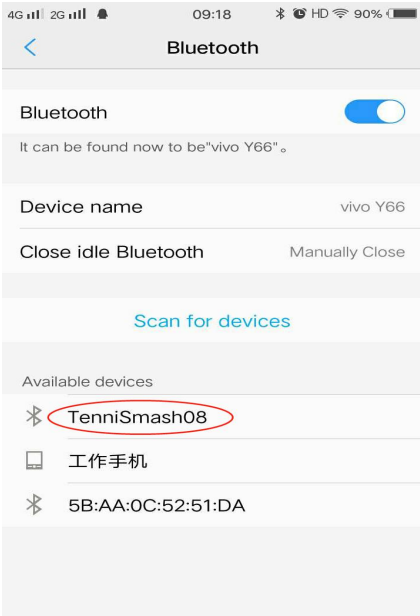 4G 2G 09:18 HD 90%
Bluetooth
Bluetooth
It can be found now to be"vivo Y66"。
Device name vivo Y66
Close idle Bluetooth Manually Close
Scan for devices
Available devices
TenniSmash08
工作手机
5B:AA:0C:52:51:DA